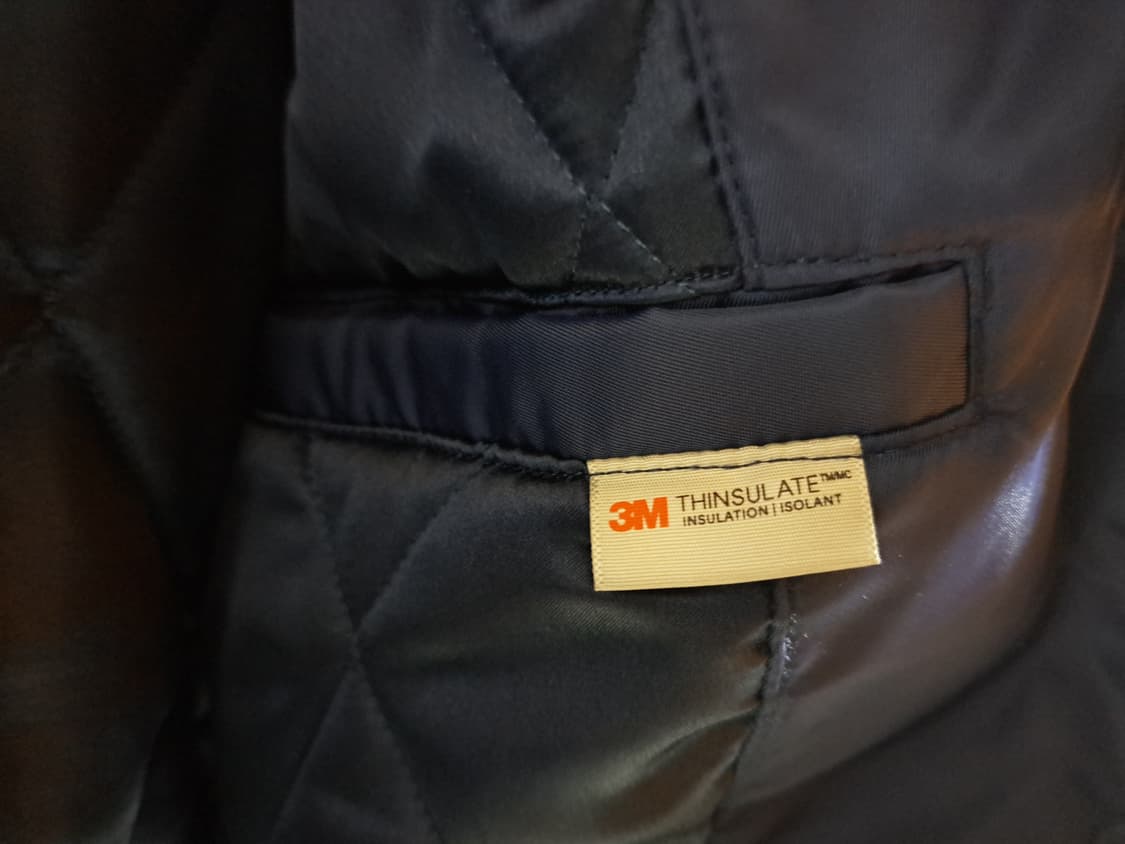 3M THINSULATE™/MC
INSULATION | ISOLANT